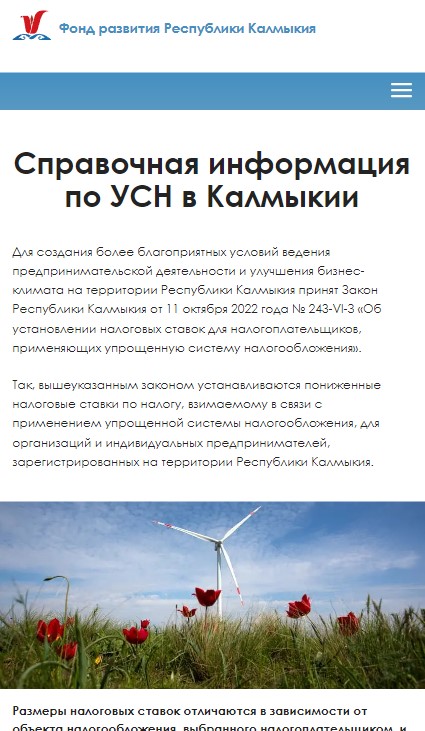 Фонд развития Республики Калмыкия
Справочная информация
по УСН в Калмыкии
Для создания более благоприятных условий ведения
предпринимательской деятельности и улучшения бизнес-
климата на территории Республики Калмыкия принят Закон
Республики Калмыкия от 11 октября 2022 года № 243-VI-З «Об
установлении налоговых ставок для налогоплательщиков,
применяющих упрощенную систему налогообложения».
Так, вышеуказанным законом устанавливаются пониженные
налоговые ставки по налогу, взимаемому в связи с
применением упрощенной системы налогообложения, для
организаций и индивидуальных предпринимателей,
зарегистрированных на территории Республики Калмыкия.
Размеры налоговых ставок отличаются в зависимости от
объекта налогообложения, выбранного налогоплательщиком, и